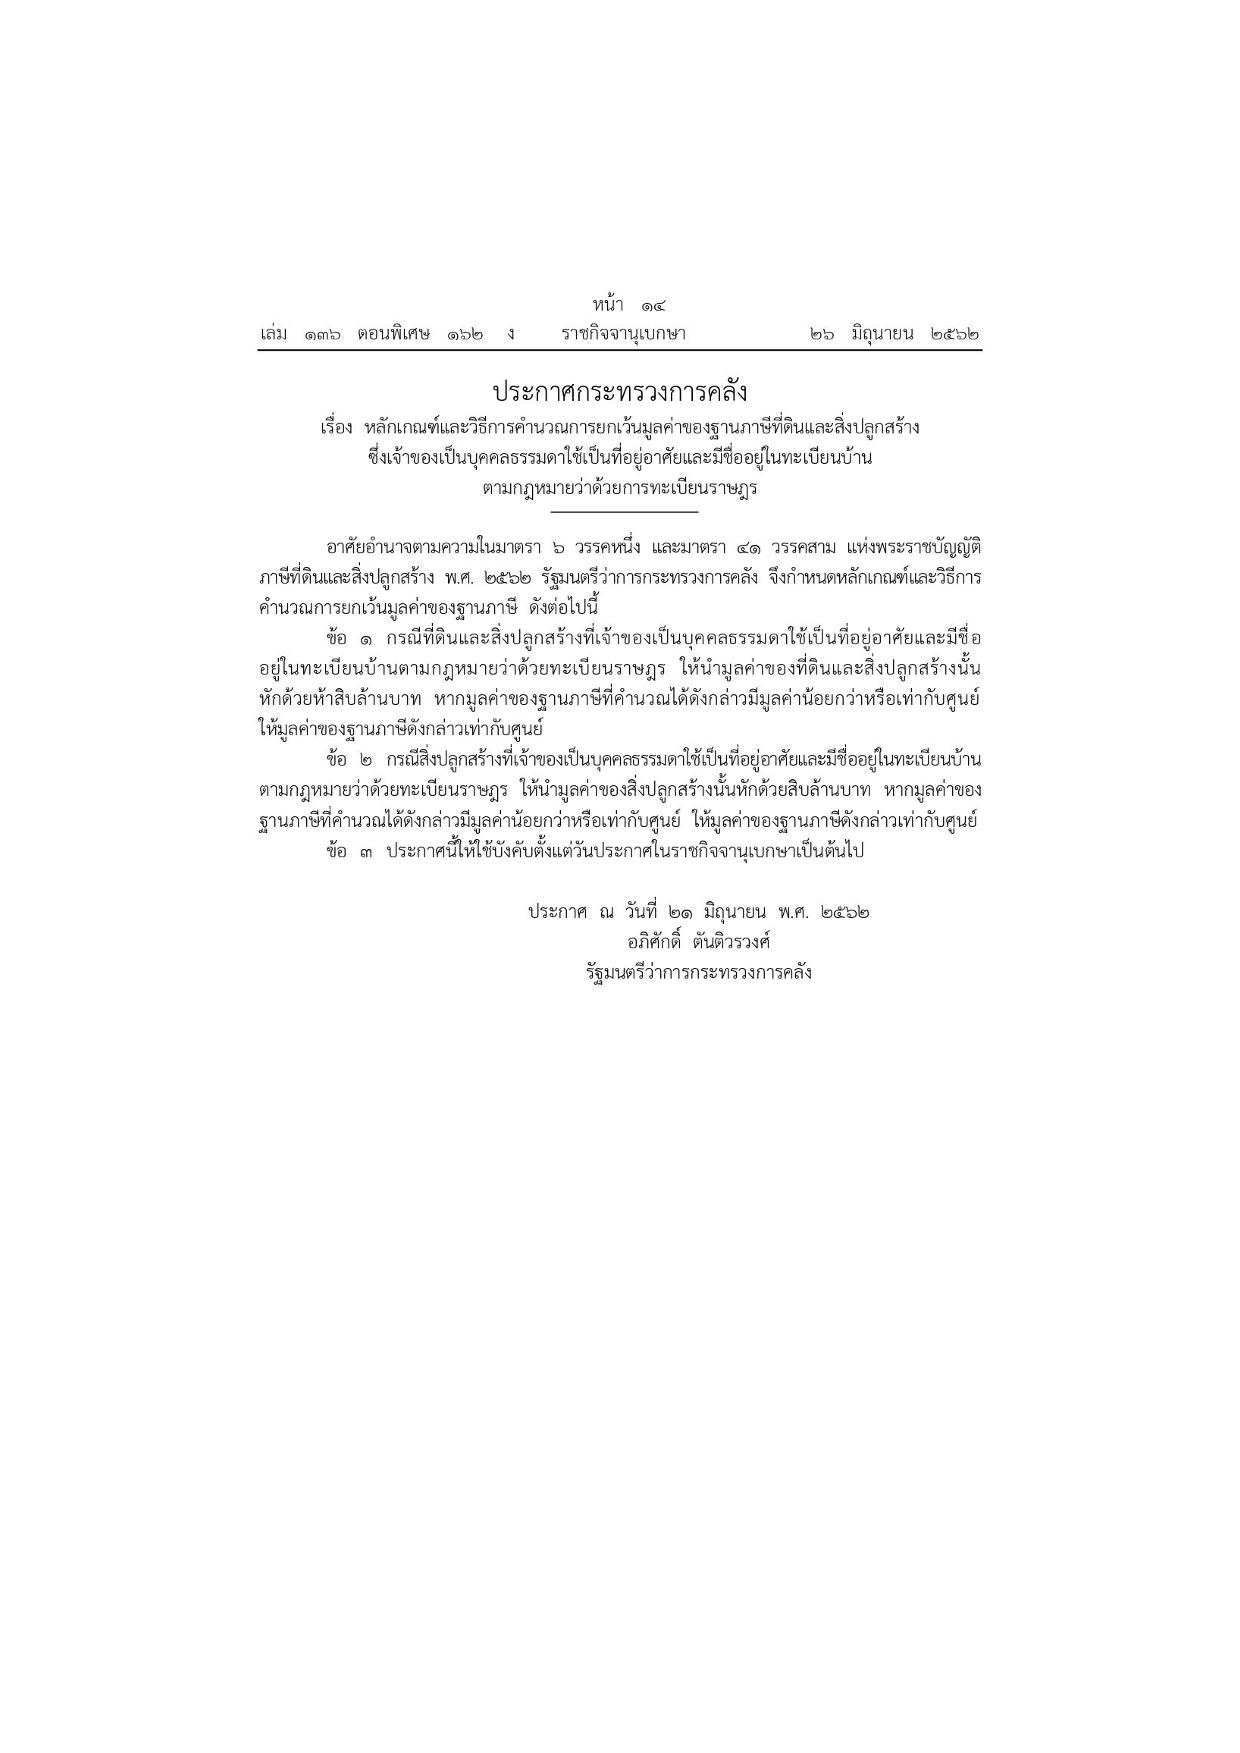 หน้า ๑๔
เล่ม ๑๓๖ ตอนพิเศษ ๑๖๒ ง ราชกิจจานุเบกษา ๒๖ มิถุนายน ๒๕๖๒
ประกาศกระทรวงการคลัง
เรื่อง หลักเกณฑ์และวิธีการคำนวณการยกเว้นมูลค่าของฐานภาษีที่ดินและสิ่งปลูกสร้าง
ซึ่งเจ้าของเป็นบุคคลธรรมดาใช้เป็นที่อยู่อาศัยและมีชื่ออยู่ในทะเบียนบ้าน
ตามกฎหมายว่าด้วยการทะเบียนราษฎร
อาศัยอำนาจตามความในมาตรา ๖ วรรคหนึ่ง และมาตรา ๔๑ วรรคสาม แห่งพระราชบัญญัติ
ภาษีที่ดินและสิ่งปลูกสร้าง พ.ศ. ๒๕๖๒ รัฐมนตรีว่าการกระทรวงการคลัง จึงกำหนดหลักเกณฑ์และวิธีการ
คำนวณการยกเว้นมูลค่าของฐานภาษี ดังต่อไปนี้
ข้อ ๑ กรณีที่ดินและสิ่งปลูกสร้างที่เจ้าของเป็นบุคคลธรรมดาใช้เป็นที่อยู่อาศัยและมีชื่อ
อยู่ในทะเบียนบ้านตามกฎหมายว่าด้วยทะเบียนราษฎร ให้นำมูลค่าของที่ดินและสิ่งปลูกสร้างนั้น
หักด้วยห้าสิบล้านบาท หากมูลค่าของฐานภาษีที่คำนวณได้ดังกล่าวมีมูลค่าน้อยกว่าหรือเท่ากับศูนย์
ให้มูลค่าของฐานภาษีดังกล่าวเท่ากับศูนย์
ข้อ ๒ กรณีสิ่งปลูกสร้างที่เจ้าของเป็นบุคคลธรรมดาใช้เป็นที่อยู่อาศัยและมีชื่ออยู่ในทะเบียนบ้าน
ตามกฎหมายว่าด้วยทะเบียนราษฎร ให้นำมูลค่าของสิ่งปลูกสร้างนั้นหักด้วยสิบล้านบาท หากมูลค่าของ
ฐานภาษีที่คำนวณได้ดังกล่าวมีมูลค่าน้อยกว่าหรือเท่ากับศูนย์ ให้มูลค่าของฐานภาษีดังกล่าวเท่ากับศูนย์
ข้อ ๓ ประกาศนี้ให้ใช้บังคับตั้งแต่วันประกาศในราชกิจจานุเบกษาเป็นต้นไป
ประกาศ ณ วันที่ ๒๑ มิถุนายน พ.ศ. ๒๕๖๒
อภิศักดิ์ ตันติวรวงศ์
รัฐมนตรีว่าการกระทรวงการคลัง